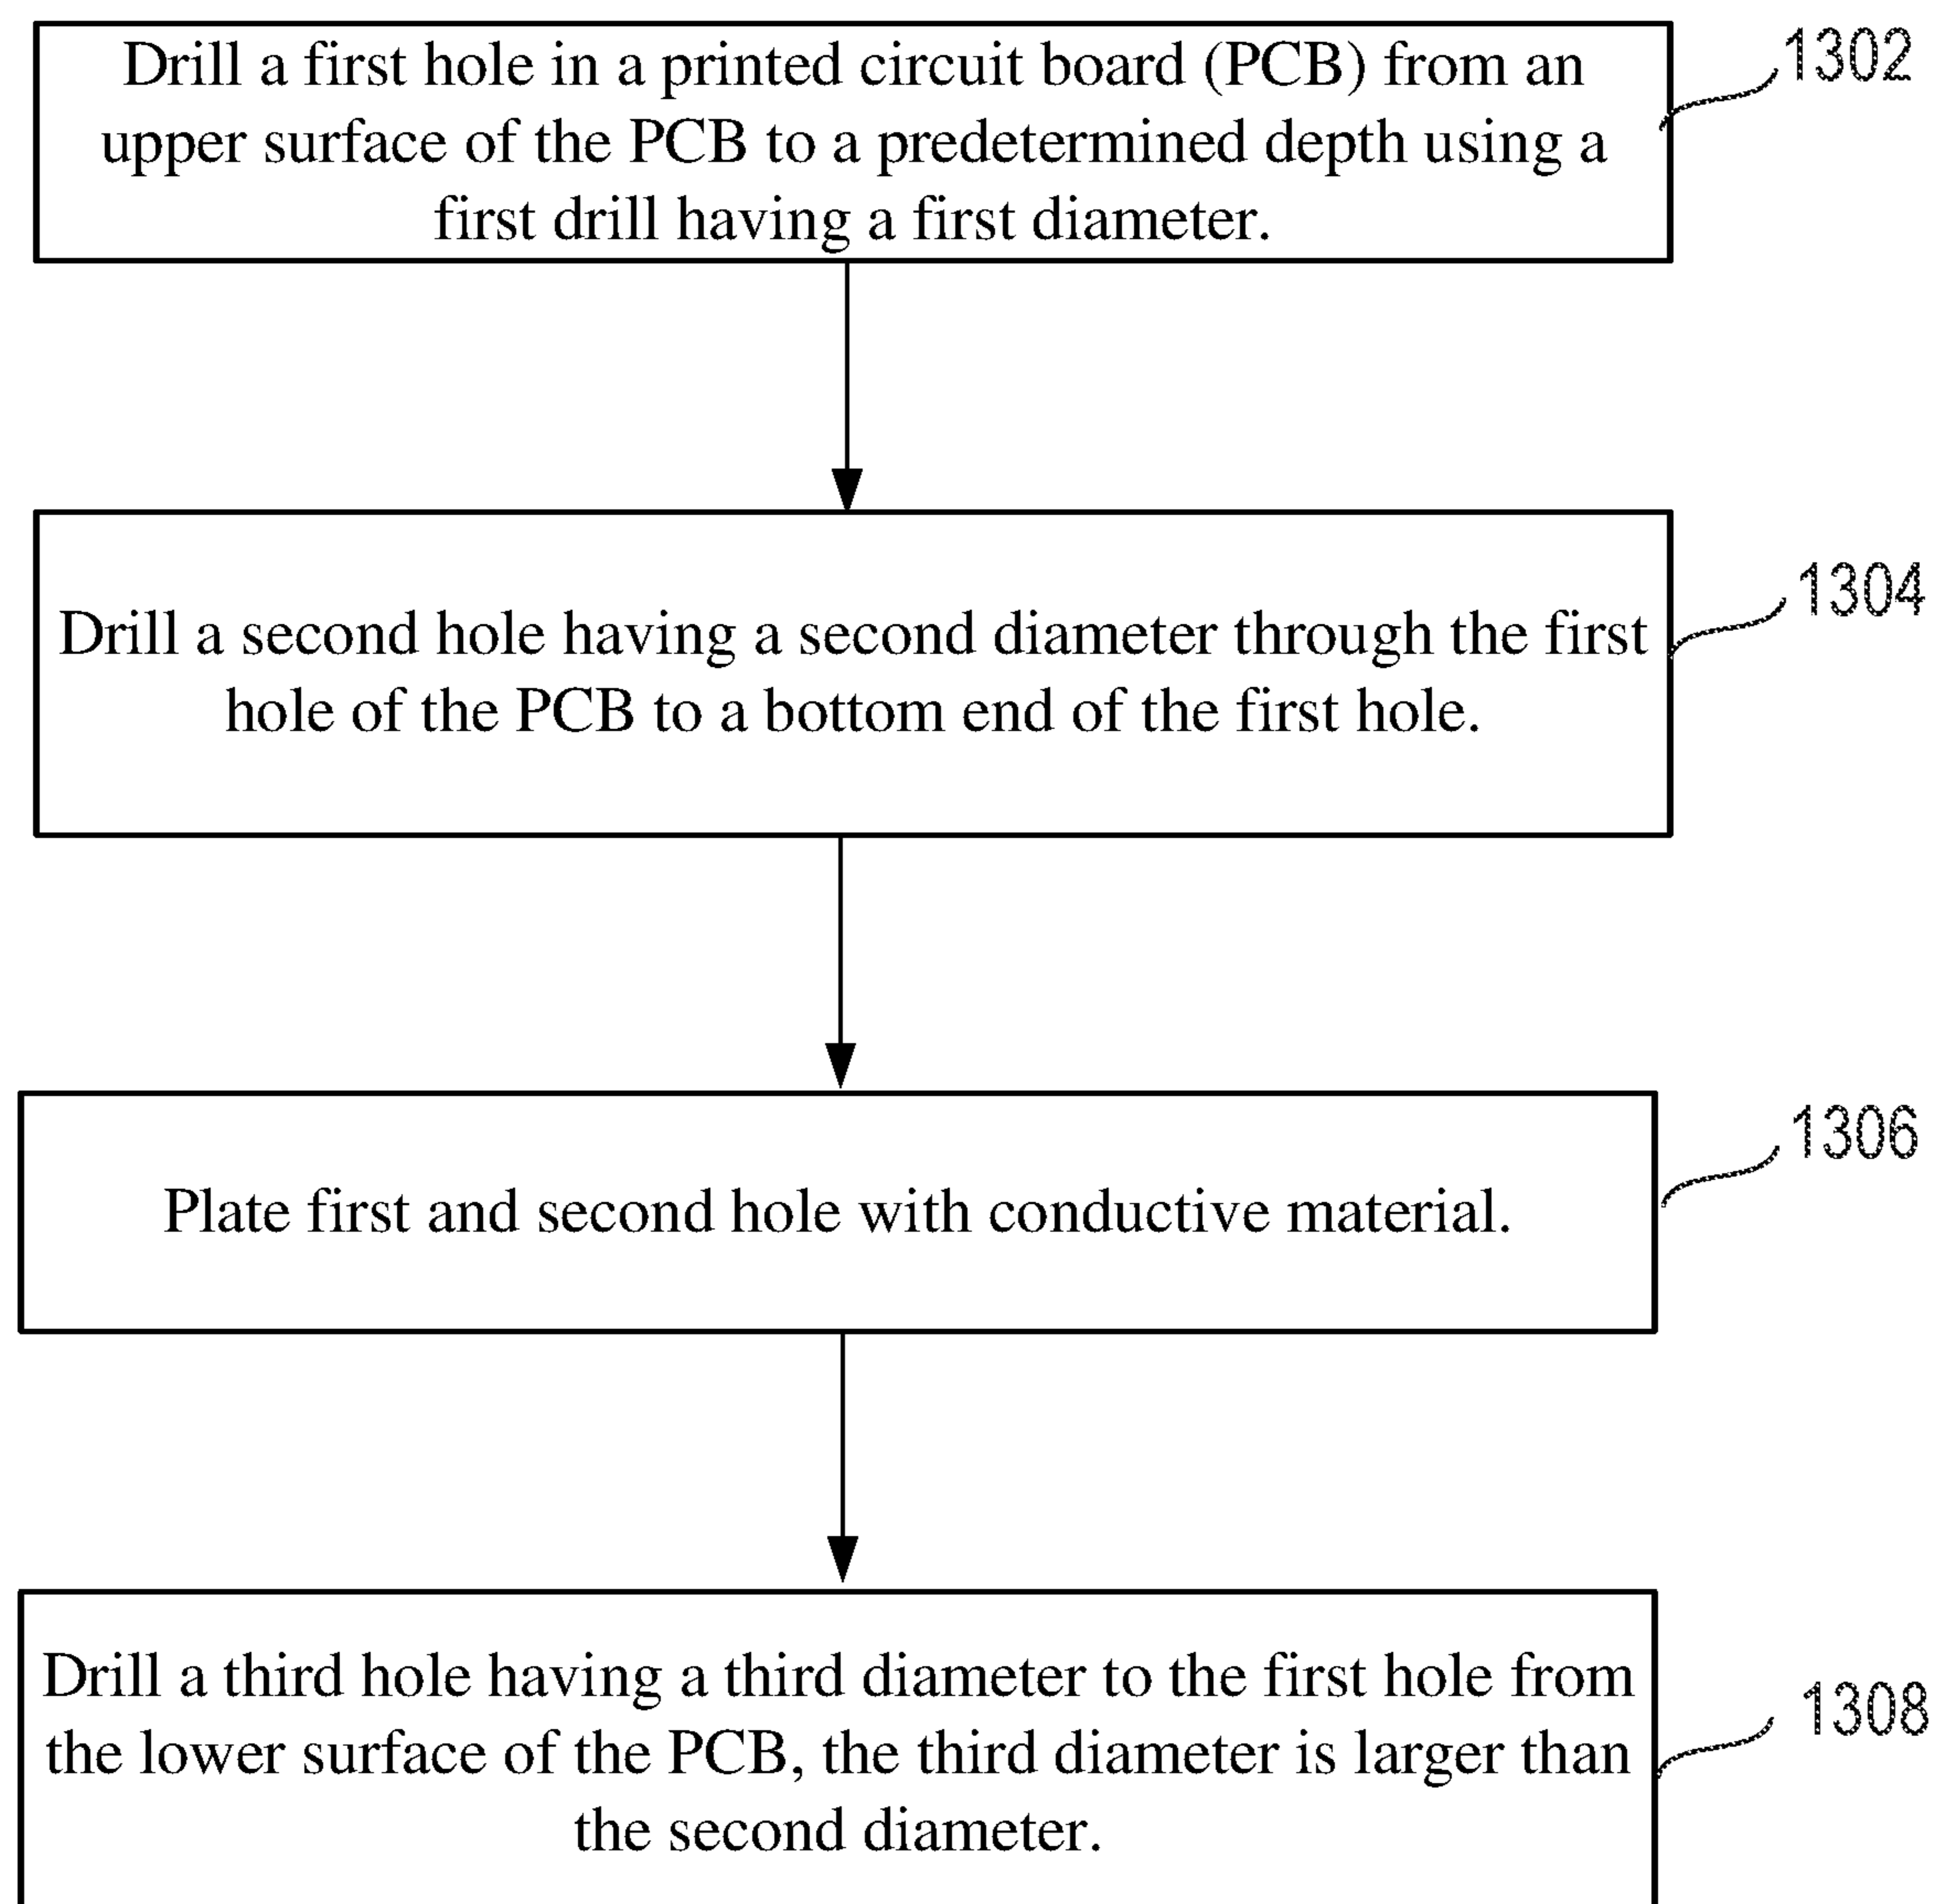 Drill a first hole in a printed circuit board (PCB) from an
upper surface of the PCB to a predetermined depth using a
first drill having a first diameter.
1302
Drill a second hole having a second diameter through the first
hole of the PCB to a bottom end of the first hole.
1304
Plate first and second hole with conductive material.
1306
Drill a third hole having a third diameter to the first hole from
the lower surface of the PCB, the third diameter is larger than
the second diameter.
1308